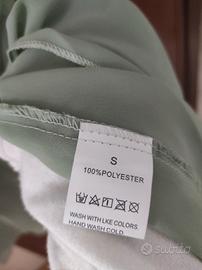 S
100%POLYESTER
WASH WITH LKE COLORS
HAND WASH COLD
subito